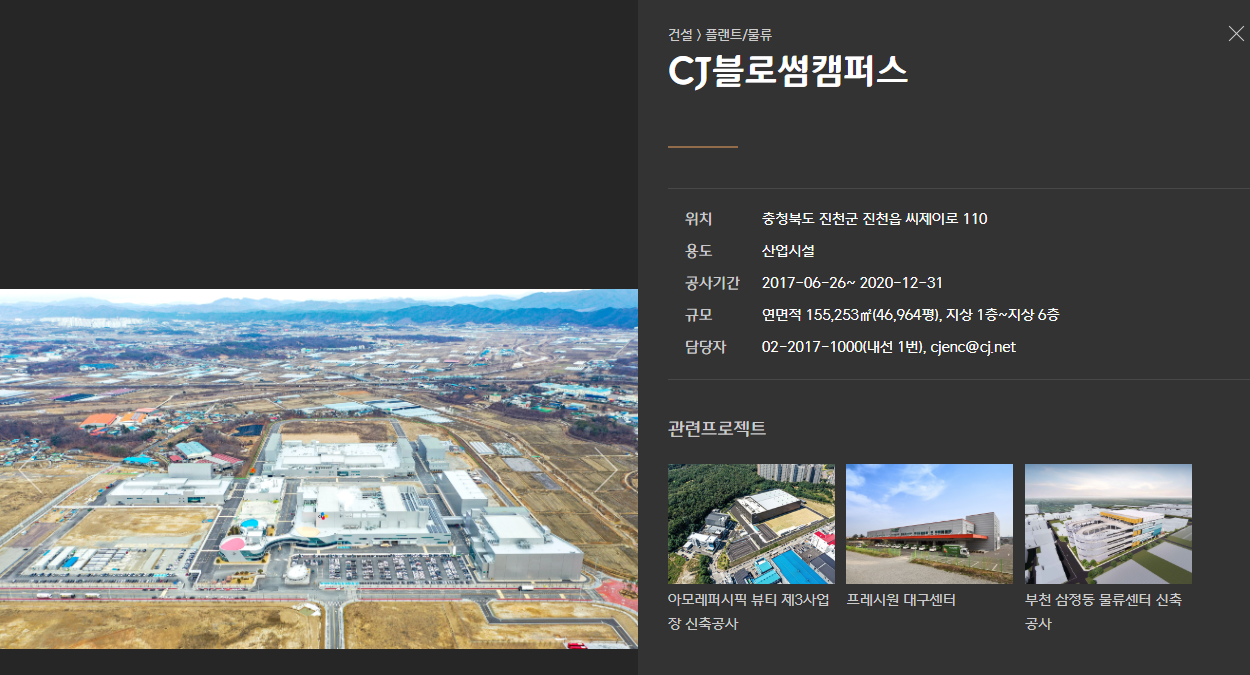 건설 > 플랜트/물류
CJ블로썸캠퍼스
위치 충청북도 진천군 진천읍 씨제이로 110
용도 산업시설
공사기간 2017-06-26~ 2020-12-31
규모 연면적 155,253㎡(46,964평), 지상 1층~지상 6층
담당자 02-2017-1000(내선 1번), cjenc@cj.net
관련프로젝트
아모레퍼시픽 뷰티 제3사업
장 신축공사
프레시원 대구센터
부천 삼정동 물류센터 신축
공사